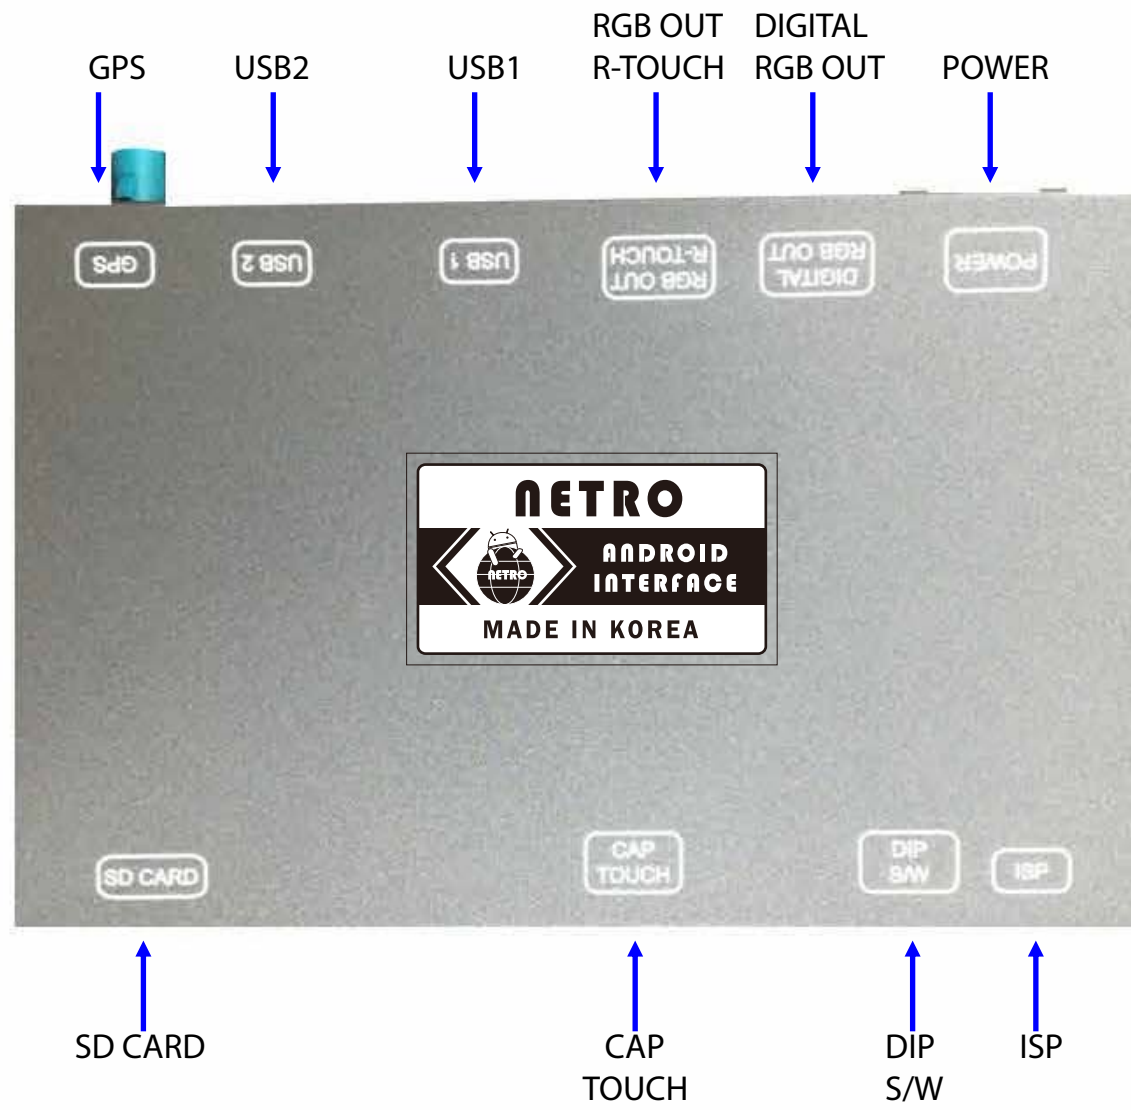 RGB OUT
R-TOUCH
DIGITAL
RGB OUT
GPS
USB2
USB1
POWER
GPS
USB 2
USB 1
RGB OUT
R-TOUCH
DIGITAL
RGB OUT
POWER
NETRO
NETRO
ANDROID
INTERFACE
MADE IN KOREA
SD CARD
CAP
TOUCH
DIP
S/W
ISP
SD CARD
CAP
TOUCH
DIP
S/W
ISP